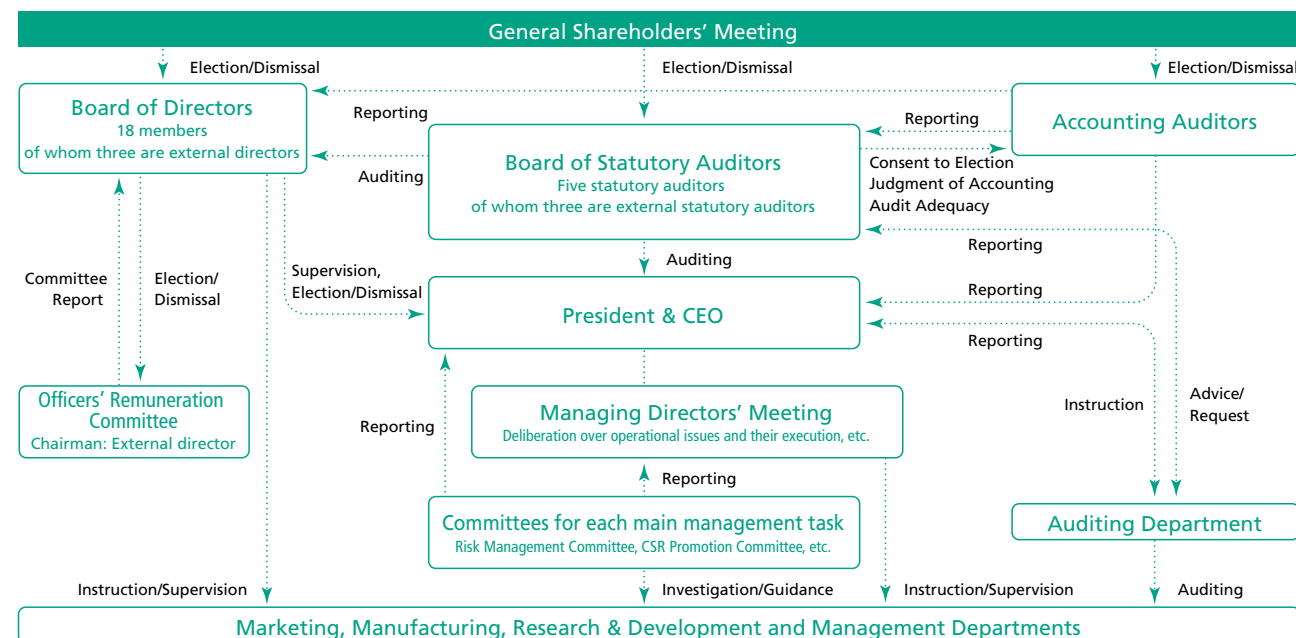 General Shareholders' Meeting
Election/Dismissal
Election/Dismissal
Election/Dismissal
Board of Directors
18 members
of whom three are external directors
Reporting
Auditing
Board of Statutory Auditors
Five statutory auditors
of whom three are external statutory auditors
Reporting
Accounting Auditors
Consent to Election
Judgment of Accounting
Audit Adequacy
Reporting
Auditing
Committee
Report
Election/
Dismissal
Supervision,
Election/Dismissal
President & CEO
Reporting
Reporting
Officers' Remuneration
Committee
Chairman: External director
Reporting
Managing Directors' Meeting
Deliberation over operational issues and their execution, etc.
Instruction
Advice/
Request
Reporting
Committees for each main management task
Risk Management Committee, CSR Promotion Committee, etc.
Auditing Department
Instruction/Supervision
Investigation/Guidance
Instruction/Supervision
Auditing
Marketing, Manufacturing, Research & Development and Management Departments